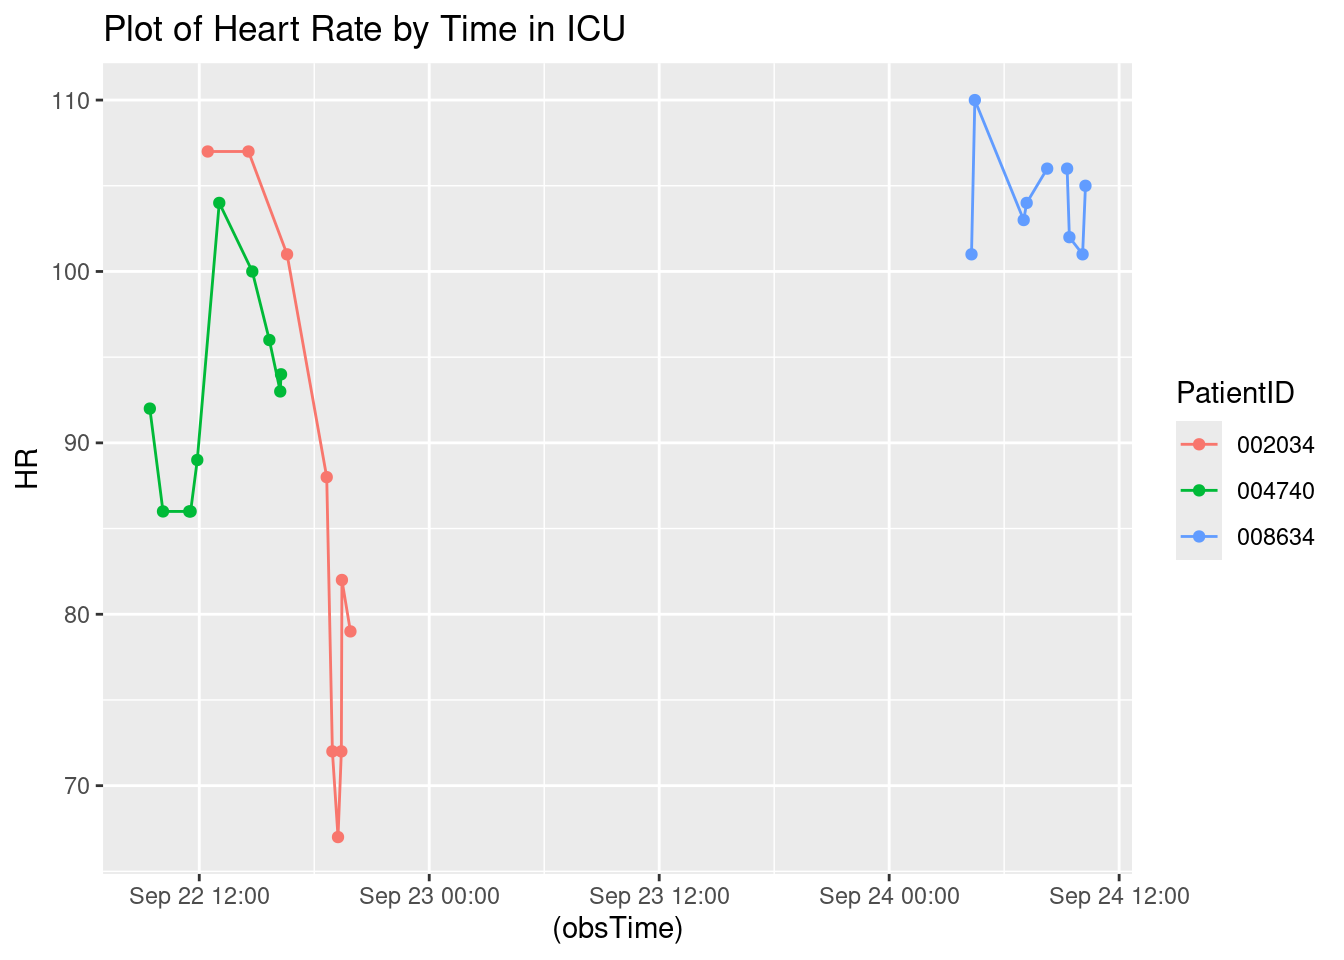 Plot of Heart Rate by Time in ICU
110
100
90
80
70
HR
Sep 22 12:00 Sep 23 00:00 Sep 23 12:00 Sep 24 00:00 Sep 24 12:00
(obsTime)
PatientID
002034
004740
008634